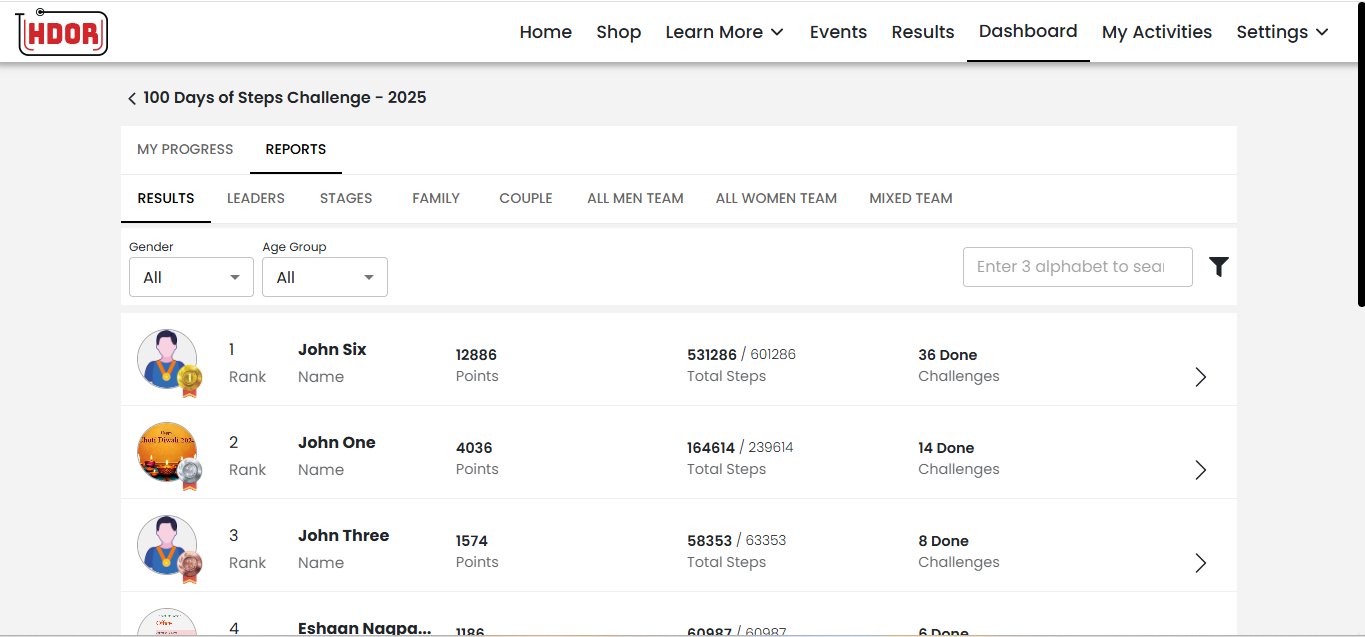 HDOR
Home Shop Learn More Events Results Dashboard My Activities Settings
100 Days of Steps Challenge - 2025
MY PROGRESS REPORTS
RESULTS LEADERS STAGES FAMILY COUPLE ALL MEN TEAM ALL WOMEN TEAM MIXED TEAM
Gender Age Group
All All Enter 3 alphabet to sear
1 John Six 12886 531286 / 601286 36 Done
Rank Name Points Total Steps Challenges
2 John One 4036 164614 / 239614 14 Done
Rank Name Points Total Steps Challenges
3 John Three 1574 58353 / 63353 8 Done
Rank Name Points Total Steps Challenges
4 Eshaan Nagpa... 1186 60987 / 60987 6 Done